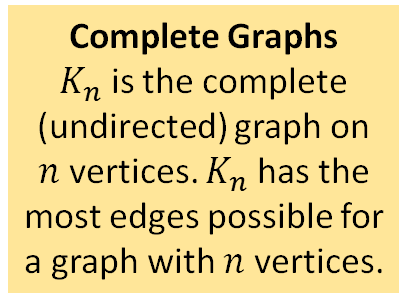 Complete Graphs
Kₙ is the complete
(undirected) graph on
n vertices. Kₙ has the
most edges possible for
a graph with n vertices.